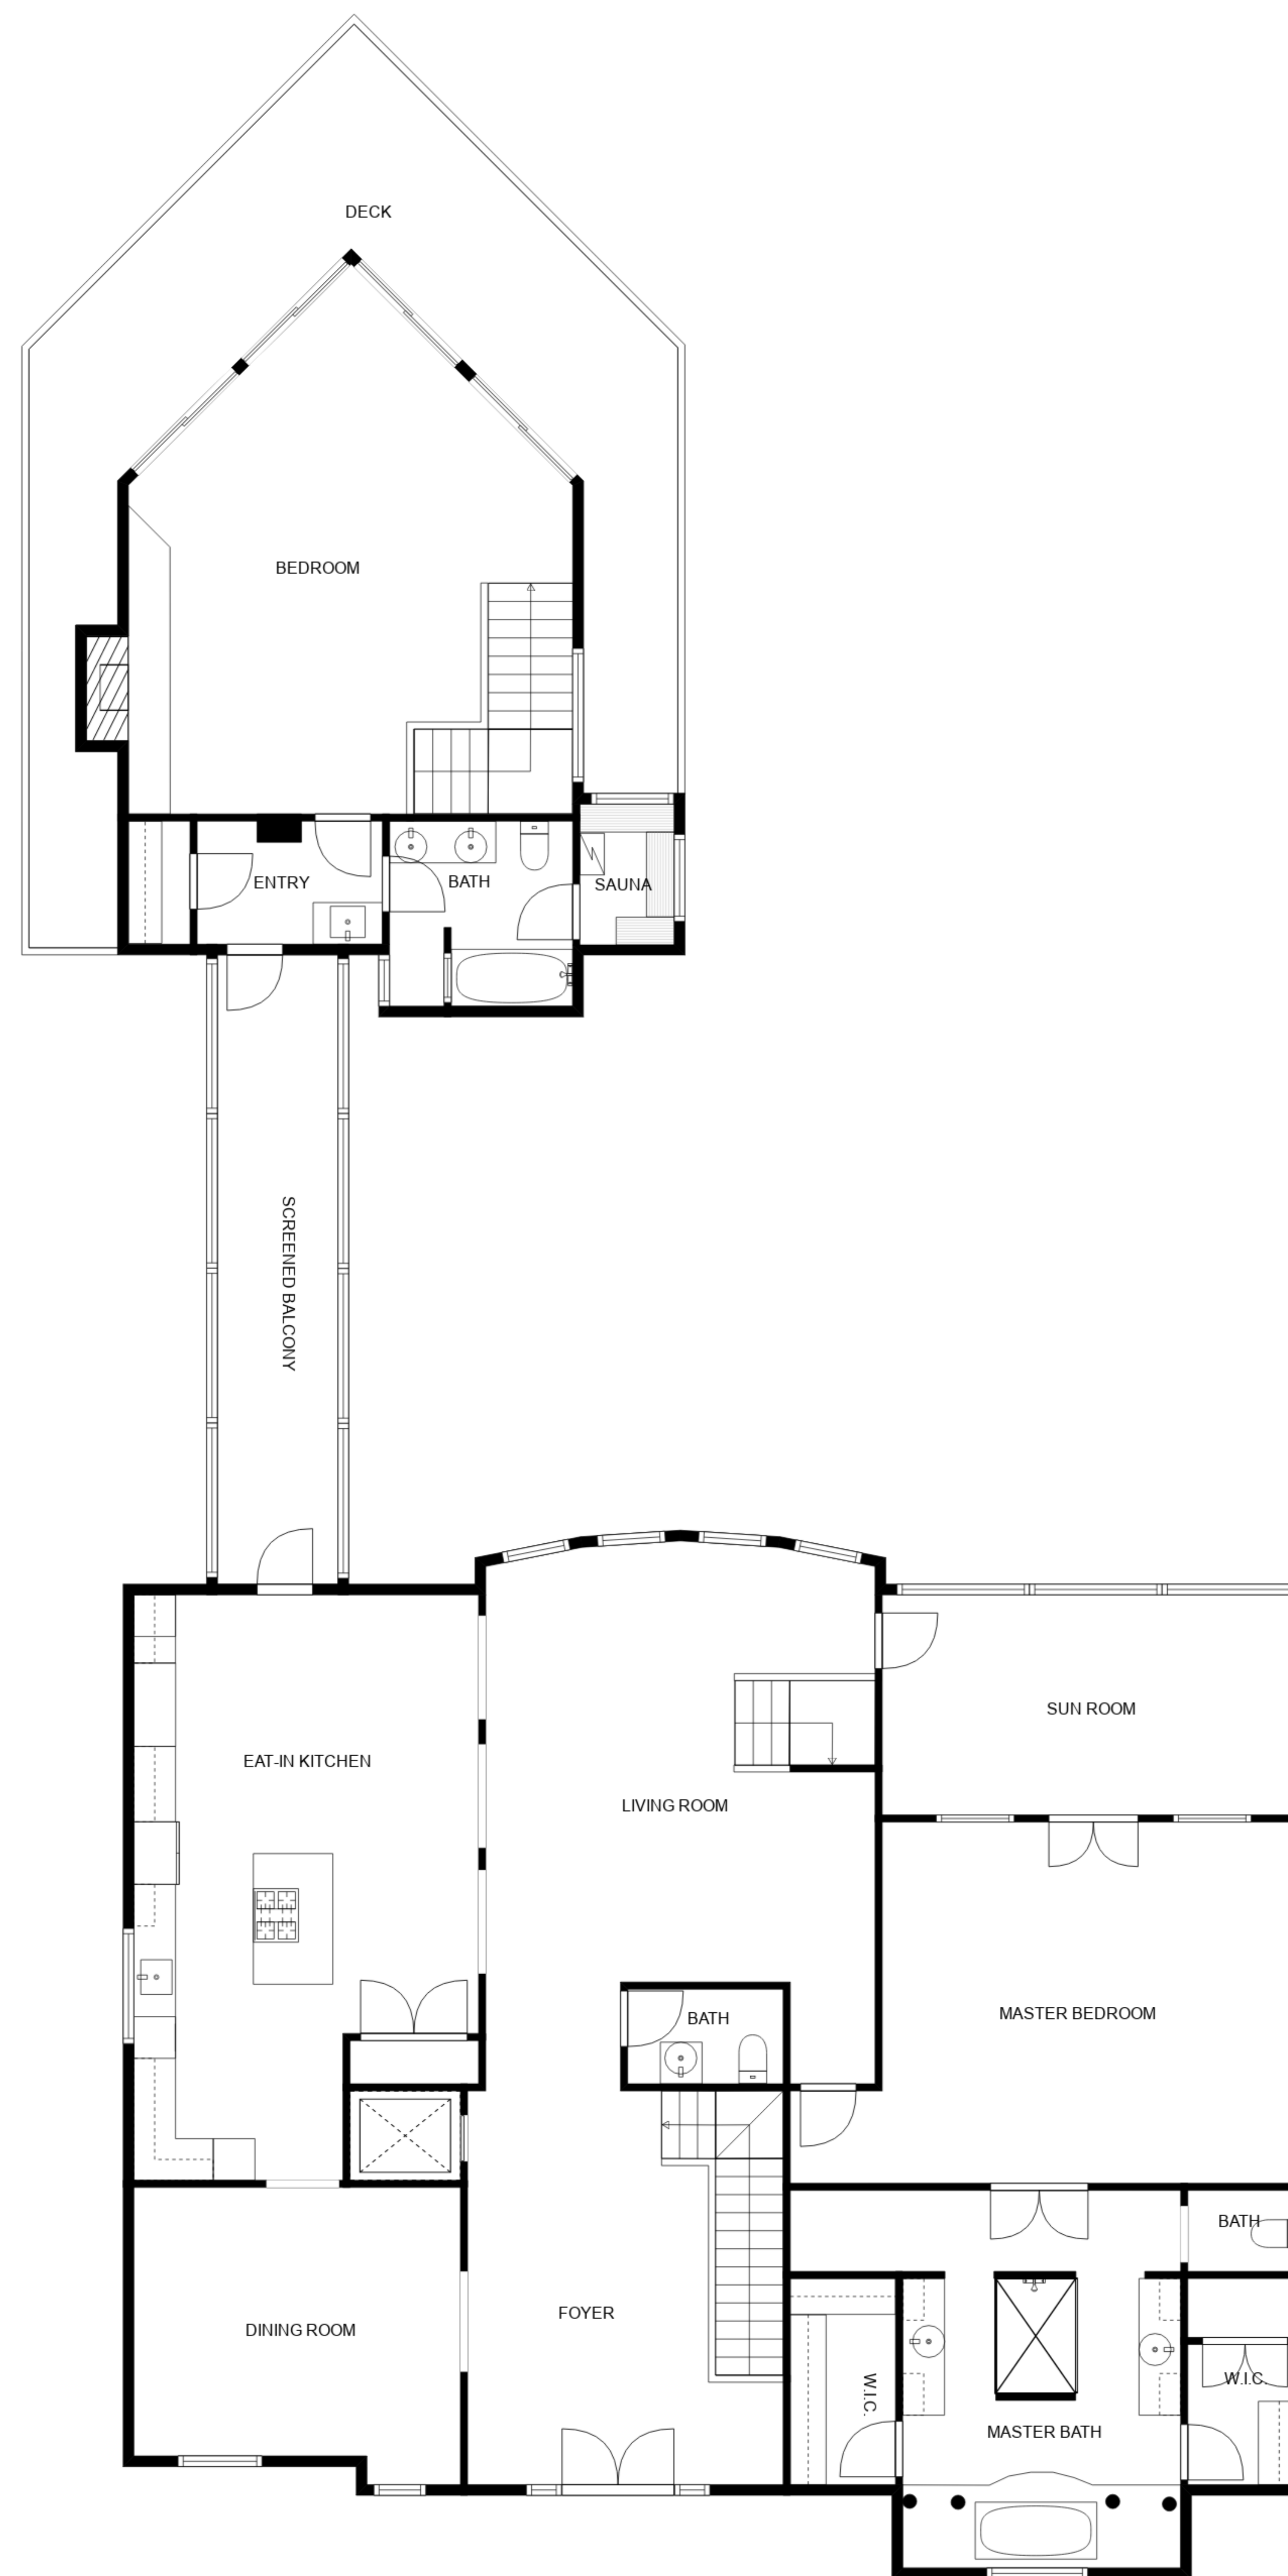 DECK
BEDROOM
ENTRY
BATH
SAUNA
SCREENED BALCONY
SUN ROOM
EAT-IN KITCHEN
LIVING ROOM
MASTER BEDROOM
BATH
BATH
FOYER
DINING ROOM
W.I.C.
W.I.C.
MASTER BATH